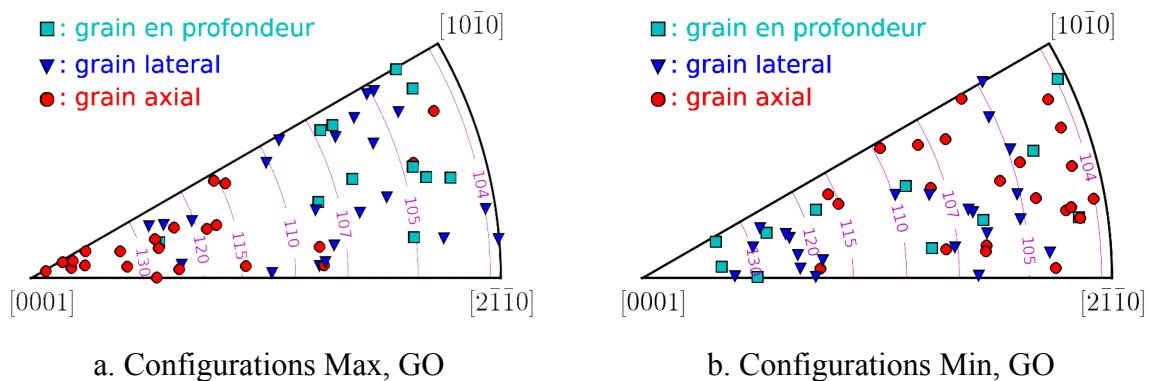 [101̄0]
: grain en profondeur
: grain lateral
: grain axial
130
120
115
110
107
105
104
[0001]
[21̄1̄0]
a. Configurations Max, GO
[101̄0]
: grain en profondeur
: grain lateral
: grain axial
130
120
115
110
107
105
104
[0001]
[21̄1̄0]
b. Configurations Min, GO